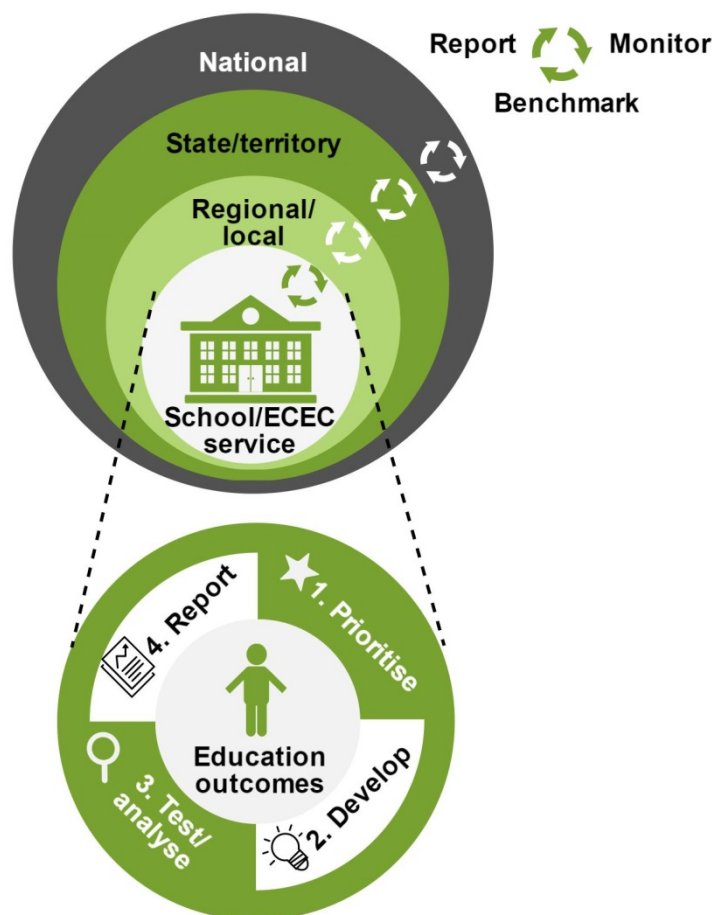 Report Monitor
Benchmark
National
State/territory
Regional/
local
School/ECEC
service
1. Prioritise
2. Develop
3. Test/
analyse
4. Report
Education
outcomes